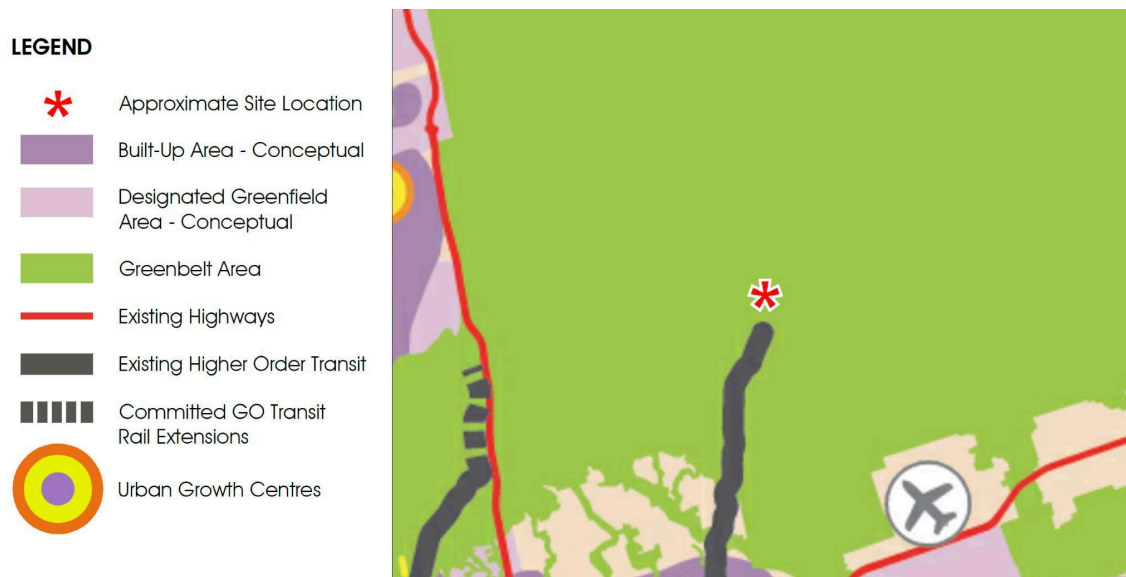 LEGEND
Approximate Site Location
Built-Up Area - Conceptual
Designated Greenfield
Area - Conceptual
Greenbelt Area
Existing Highways
Existing Higher Order Transit
Committed GO Transit
Rail Extensions
Urban Growth Centres